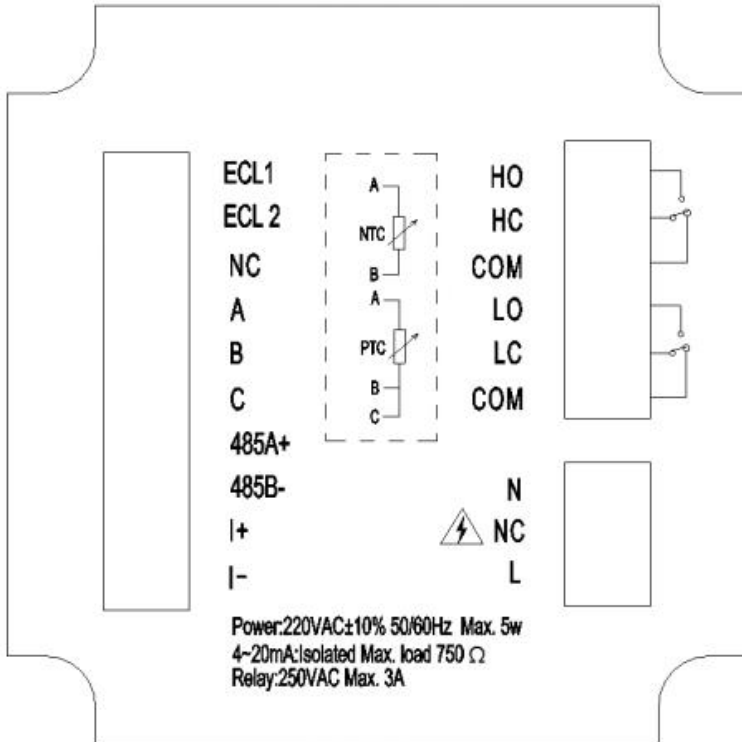 ECL1
ECL 2
NC
A
B
C
485A+
485B-
I+
I-
A
NTC
B
A
PTC
B
C
HO
HC
COM
LO
LC
COM
N
NC
L
Power:220VAC±10% 50/60Hz Max. 5w
4~20mA:Isolated Max. load 750 Ω
Relay:250VAC Max. 3A